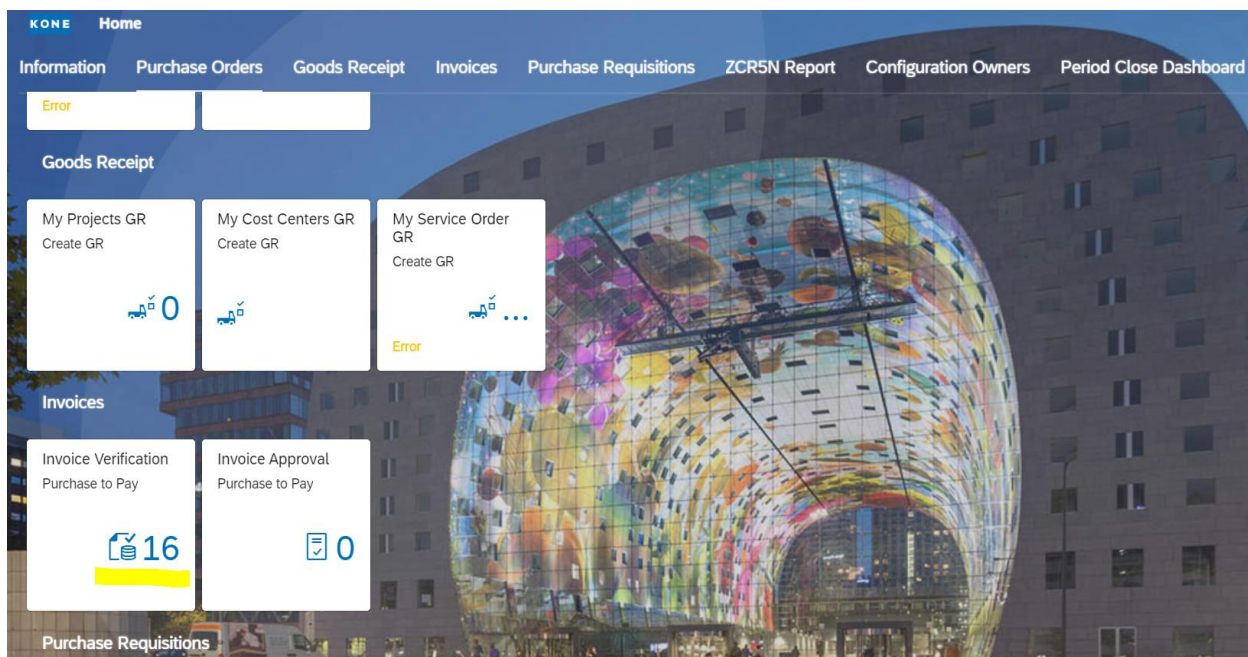 KONE Home
Information Purchase Orders Goods Receipt Invoices Purchase Requisitions ZCR5N Report Configuration Owners Period Close Dashboard
Error
Goods Receipt
My Projects GR
Create GR
0
My Cost Centers GR
Create GR
My Service Order
GR
Create GR
...
Error
Invoices
Invoice Verification
Purchase to Pay
16
Invoice Approval
Purchase to Pay
0
Purchase Requisitions